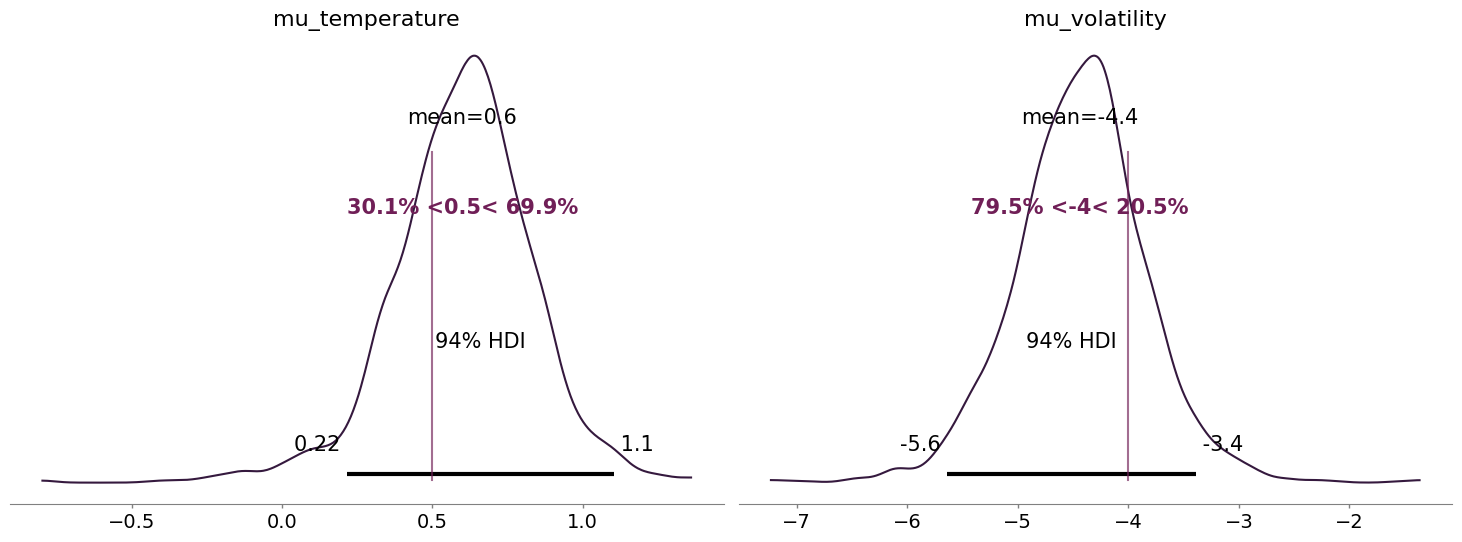 mu_temperature
mean=0.6
30.1% <0.5< 69.9%
94% HDI
0.22
1.1
−0.5
0.0
0.5
1.0
mu_volatility
mean=-4.4
79.5% <-4< 20.5%
94% HDI
-5.6
-3.4
−7
−6
−5
−4
−3
−2